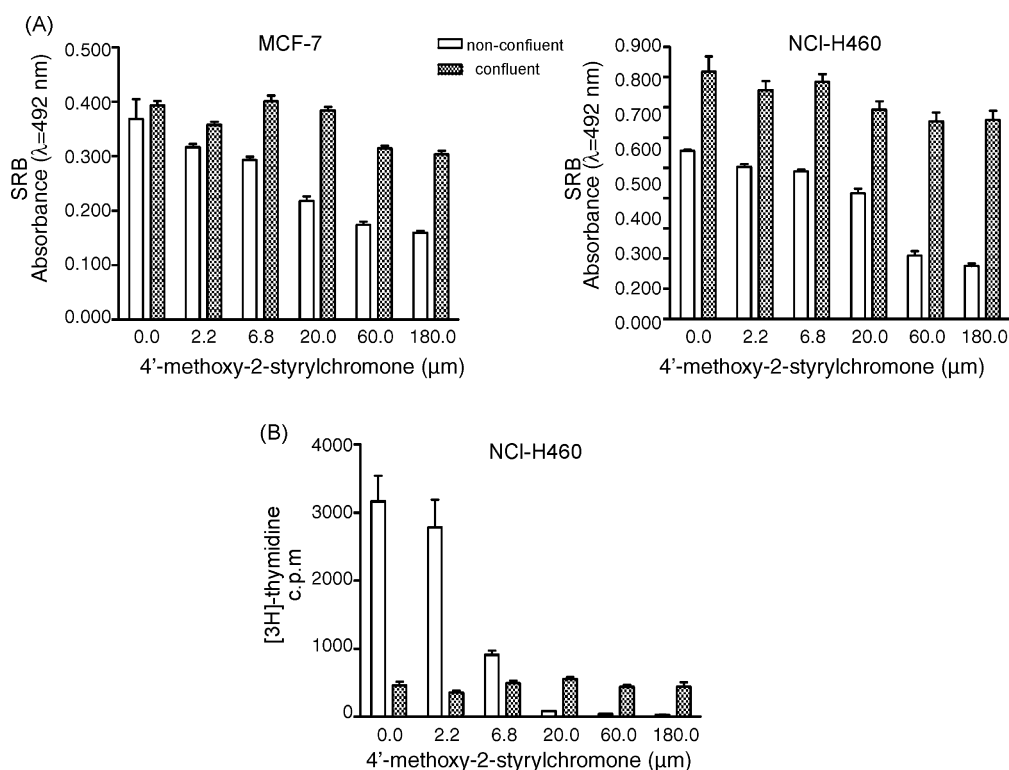 (A)
MCF-7
SRB
Absorbance (λ=492 nm)
0.500
0.400
0.300
0.200
0.100
0.000
0.0 2.2 6.8 20.0 60.0 180.0
4’-methoxy-2-styrylchromone (μm)
non-confluent
confluent
NCI-H460
SRB
Absorbance (λ=492 nm)
0.900
0.800
0.700
0.600
0.500
0.400
0.300
0.200
0.000
0.0 2.2 6.8 20.0 60.0 180.0
4’-methoxy-2-styrylchromone (μm)
(B)
NCI-H460
[3H]-thymidine
c.p.m
4000
3000
2000
1000
0
0.0 2.2 6.8 20.0 60.0 180.0
4’-methoxy-2-styrylchromone (μm)